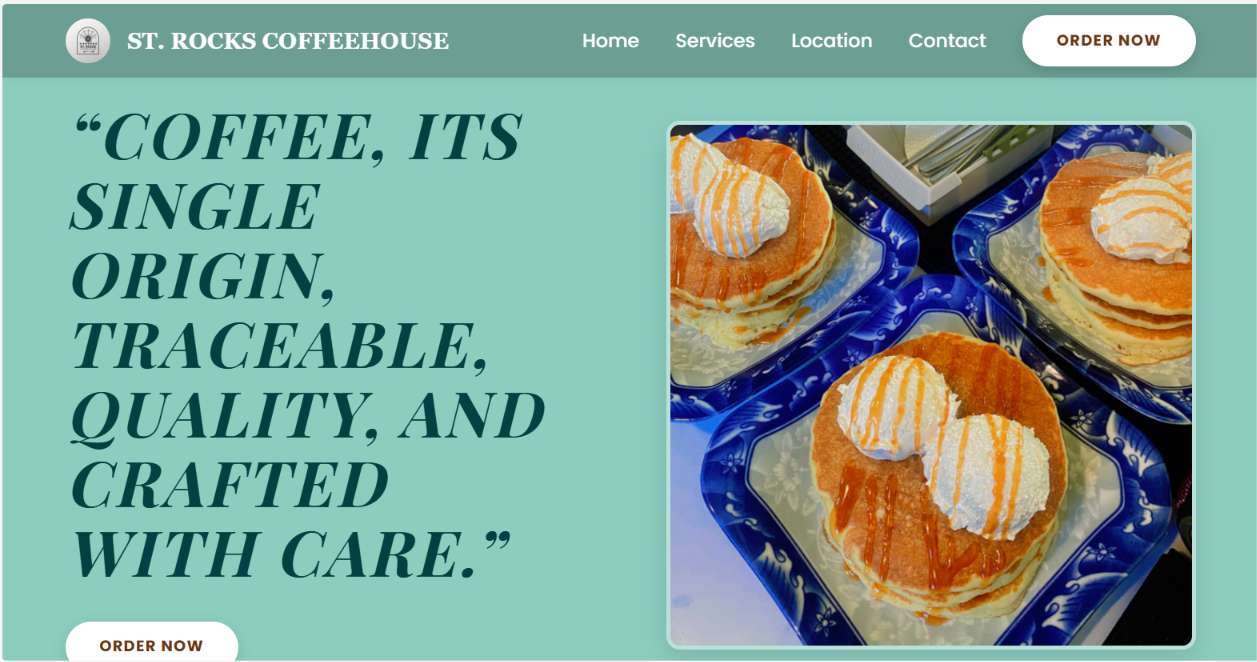 ST. ROCKS COFFEEHOUSE
Home
Services
Location
Contact
ORDER NOW
“COFFEE, ITS
SINGLE
ORIGIN,
TRACEABLE,
QUALITY, AND
CRAFTED
WITH CARE.”
ORDER NOW